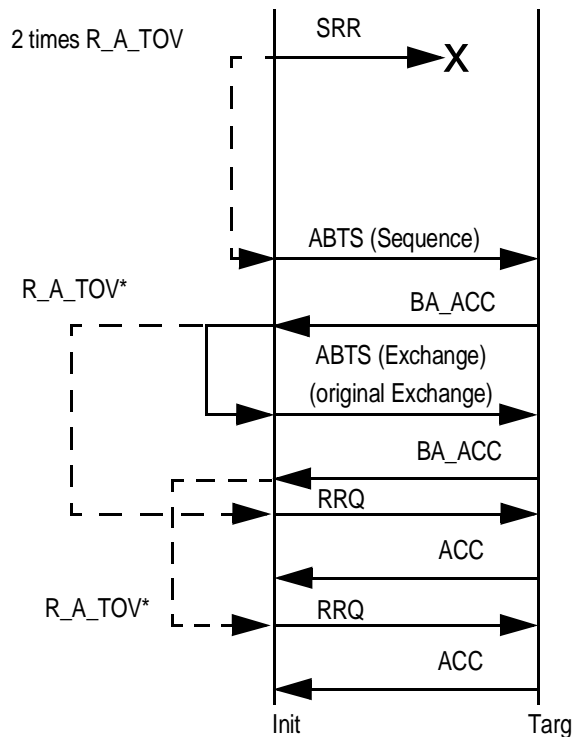 SRR
2 times R_A_TOV
X
ABTS (Sequence)
R_A_TOV*
BA_ACC
ABTS (Exchange)
(original Exchange)
BA_ACC
RRQ
ACC
R_A_TOV*
RRQ
ACC
Init
Targ